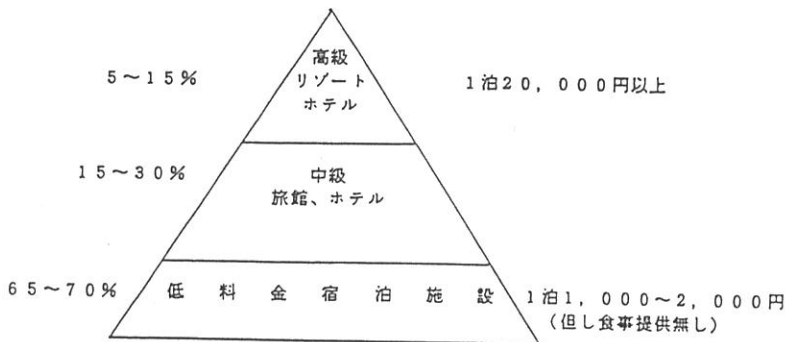 高級
リゾート
ホテル
5～15%
1泊20,000円以上
15～30%
中級
旅館、ホテル
65～70%
低料金宿泊施設
1泊1,000～2,000円
（但し食事提供無し）